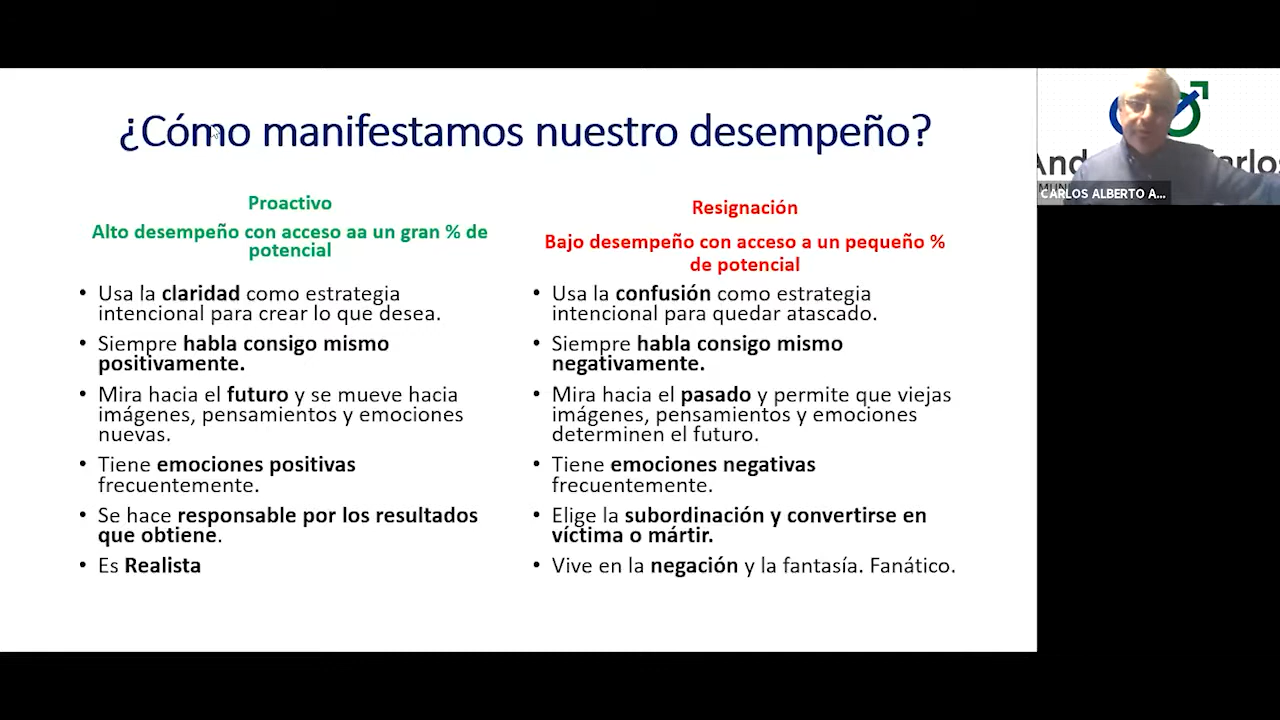 ¿Cómo manifestamos nuestro desempeño?
Proactivo
Alto desempeño con acceso aa un gran % de
potencial
• Usa la claridad como estrategia
intencional para crear lo que desea.
• Siempre habla consigo mismo
positivamente.
• Mira hacia el futuro y se mueve hacia
imágenes, pensamientos y emociones
nuevas.
• Tiene emociones positivas
frecuentemente.
• Se hace responsable por los resultados
que obtiene.
• Es Realista
Resignación
Bajo desempeño con acceso a un pequeño %
de potencial
• Usa la confusión como estrategia
intencional para quedar atascado.
• Siempre habla consigo mismo
negativamente.
• Mira hacia el pasado y permite que viejas
imágenes, pensamientos y emociones
determinen el futuro.
• Tiene emociones negativas
frecuentemente.
• Elige la subordinación y convertirse en
víctima o mártir.
• Vive en la negación y la fantasía. Fanático.
CARLOS ALBERTO A...